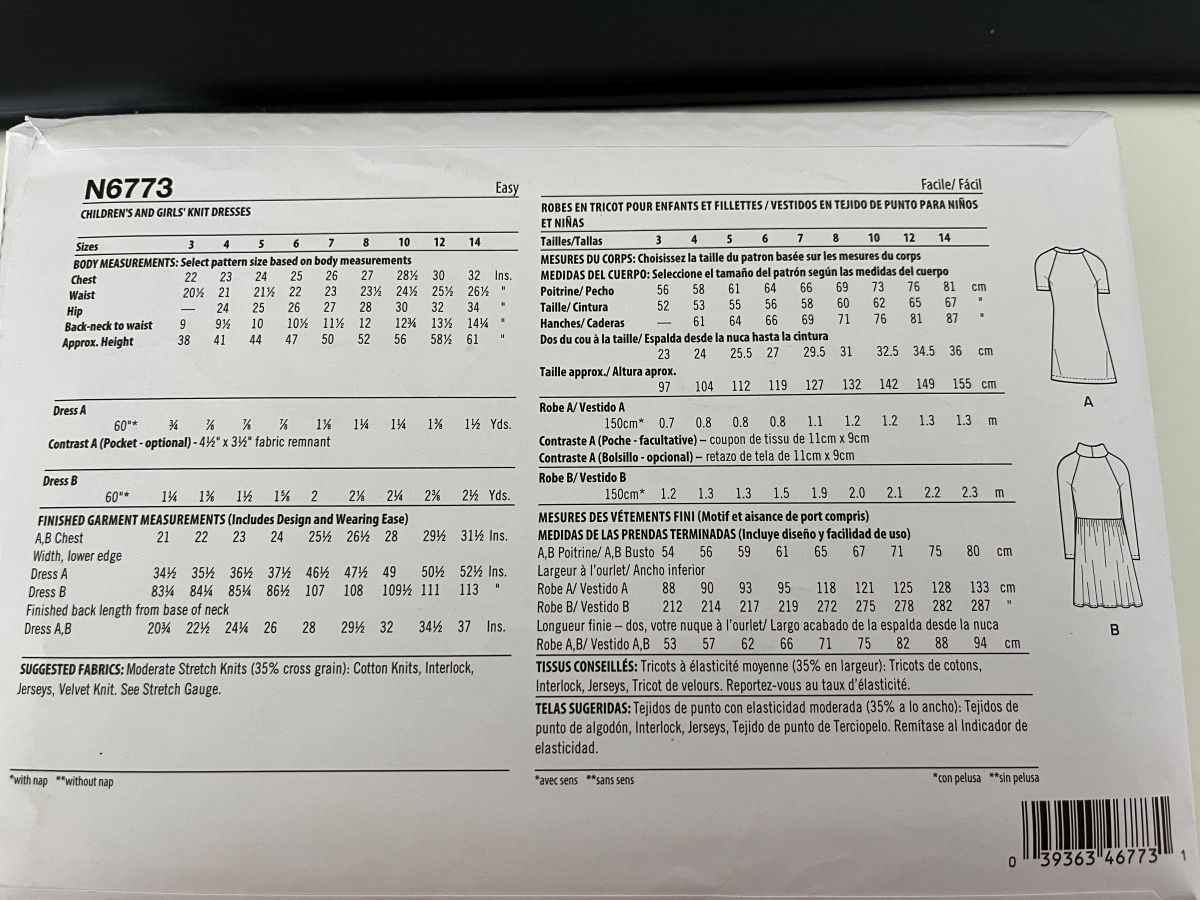 N6773 Easy
CHILDREN'S AND GIRLS' KNIT DRESSES
Sizes 3 4 5 6 7 8 10 12 14
BODY MEASUREMENTS: Select pattern size based on body measurements
Chest 22 23 24 25 26 27 28½ 30 32 Ins.
Waist 20½ 21 21½ 22 23 23½ 24½ 25½ 26½ "
Hip — 24 25 26 27 28 30 32 34 "
Back-neck to waist 9 9½ 10 10½ 11½ 12 12¾ 13½ 14¼ "
Approx. Height 38 41 44 47 50 52 56 58½ 61 "
Dress A
60"* ¾ ⅞ ⅞ ⅞ 1⅛ 1¼ 1¼ 1⅜ 1½ Yds.
Contrast A (Pocket - optional) - 4½" x 3½" fabric remnant
Dress B
60"* 1¼ 1⅜ 1½ 1⅝ 2 2⅛ 2¼ 2⅜ 2½ Yds.
FINISHED GARMENT MEASUREMENTS (Includes Design and Wearing Ease)
A,B Chest 21 22 23 24 25½ 26½ 28 29½ 31½ Ins.
Width, lower edge
Dress A 34½ 35½ 36½ 37½ 46½ 47½ 49 50½ 52½ Ins.
Dress B 83¼ 84¼ 85¼ 86½ 107 108 109½ 111 113 "
Finished back length from base of neck
Dress A,B 20¾ 22½ 24¼ 26 28 29½ 32 34½ 37 Ins.
SUGGESTED FABRICS: Moderate Stretch Knits (35% cross grain): Cotton Knits, Interlock,
Jerseys, Velvet Knit. See Stretch Gauge.
*with nap **without nap
Facile/ Fácil
ROBES EN TRICOT POUR ENFANTS ET FILLETTES / VESTIDOS EN TEJIDO DE PUNTO PARA NIÑOS
ET NIÑAS
Tailles/Tallas 3 4 5 6 7 8 10 12 14
MESURES DU CORPS: Choisissez la taille du patron basée sur les mesures du corps
MEDIDAS DEL CUERPO: Seleccione el tamaño del patrón según las medidas del cuerpo
Poitrine/ Pecho 56 58 61 64 66 69 73 76 81 cm
Taille/ Cintura 52 53 55 56 58 60 62 65 67 "
Hanches/ Caderas — 61 64 66 69 71 76 81 87 "
Dos du cou à la taille/ Espalda desde la nuca hasta la cintura
23 24 25.5 27 29.5 31 32.5 34.5 36 cm
Taille approx./ Altura aprox.
97 104 112 119 127 132 142 149 155 cm
Robe A/ Vestido A
150cm* 0.7 0.8 0.8 0.8 1.1 1.2 1.2 1.3 1.3 m
Contraste A (Poche - facultative) – coupon de tissu de 11cm x 9cm
Contraste A (Bolsillo - opcional) – retazo de tela de 11cm x 9cm
Robe B/ Vestido B
150cm* 1.2 1.3 1.3 1.5 1.9 2.0 2.1 2.2 2.3 m
MESURES DES VÉTEMENTS FINI (Motif et aisance de port compris)
MEDIDAS DE LAS PRENDAS TERMINADAS (Incluye diseño y facilidad de uso)
A,B Poitrine/ A,B Busto 54 56 59 61 65 67 71 75 80 cm
Largeur à l'ourlet/ Ancho inferior
Robe A/ Vestido A 88 90 93 95 118 121 125 128 133 cm
Robe B/ Vestido B 212 214 217 219 272 275 278 282 287 "
Longueur finie – dos, votre nuque à l'ourlet/ Largo acabado de la espalda desde la nuca
Robe A,B/ Vestido A,B 53 57 62 66 71 75 82 88 94 cm
TISSUS CONSEILLÉS: Tricots à élasticité moyenne (35% en largeur): Tricots de cotons,
Interlock, Jerseys, Tricot de velours. Reportez-vous au taux d'élasticité.
TELAS SUGERIDAS: Tejidos de punto con elasticidad moderada (35% a lo ancho): Tejidos de
punto de algodón, Interlock, Jerseys, Tejido de punto de Terciopelo. Remítase al Indicador de
elasticidad.
*avec sens **sans sens *con pelusa **sin pelusa
A
B
0 39363 46773 1